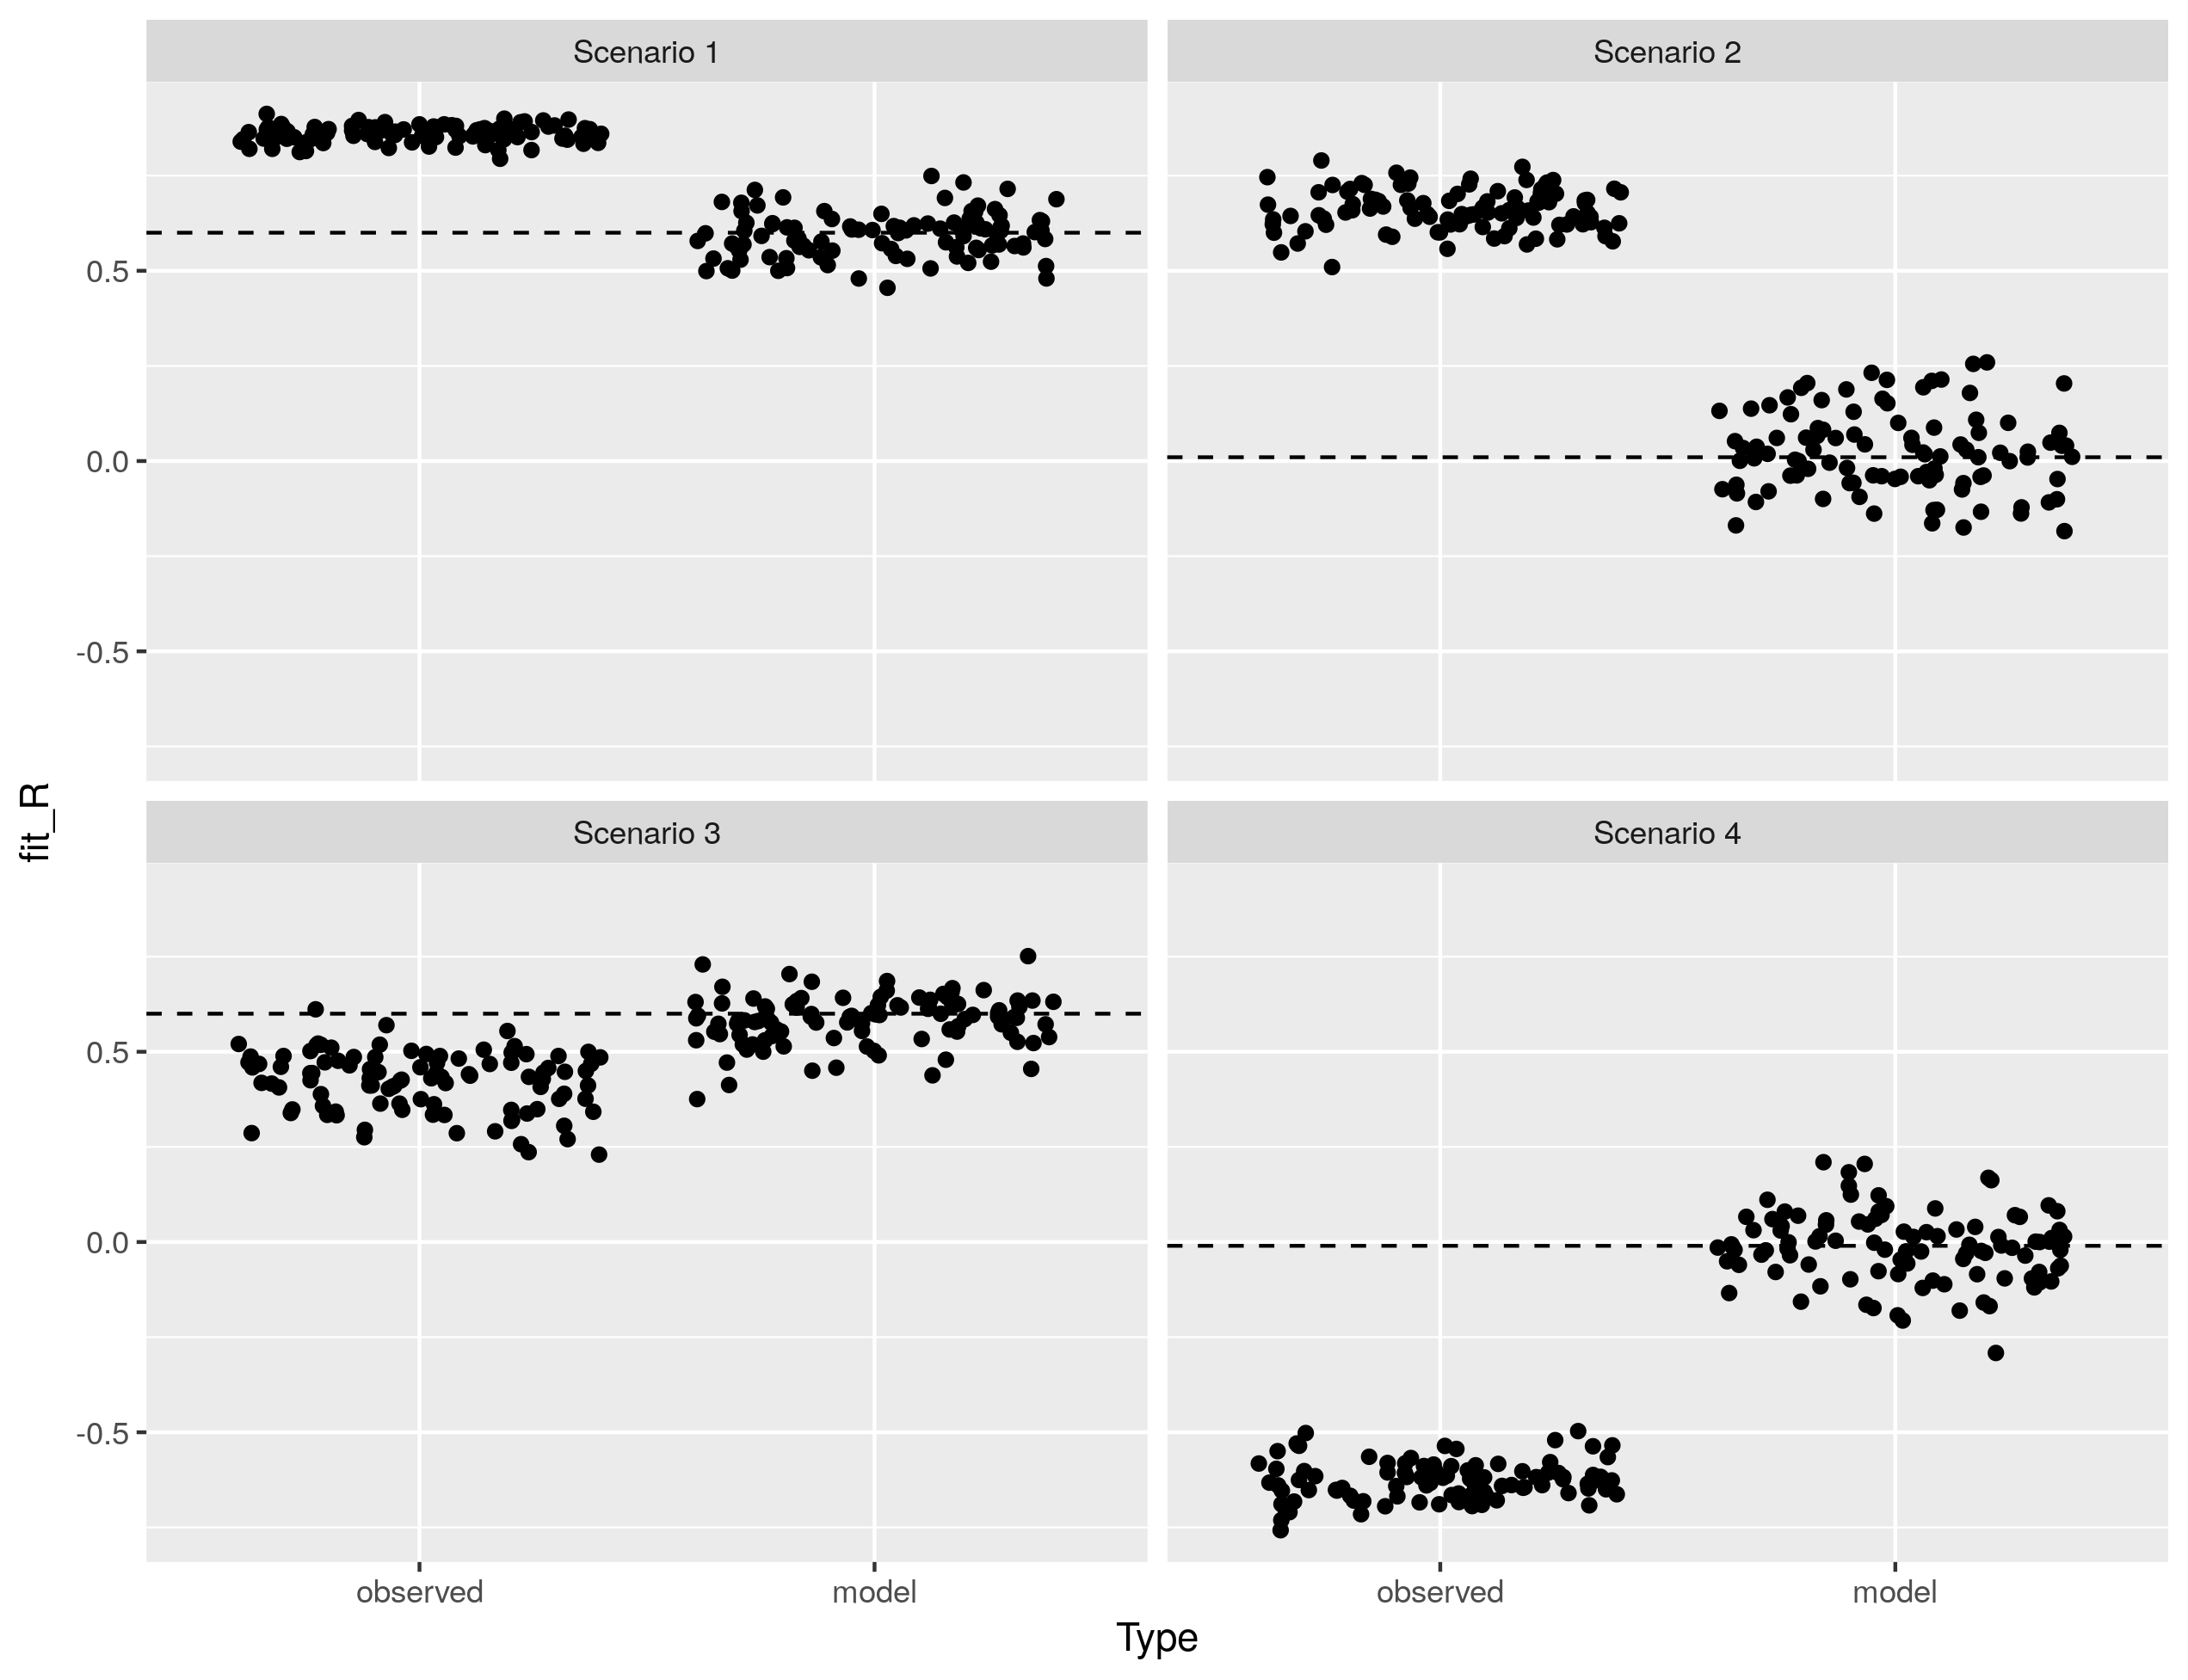 Scenario 1
Scenario 2
0.5
0.0
-0.5
Scenario 3
Scenario 4
0.5
0.0
-0.5
fit_R
observed
model
observed
model
Type